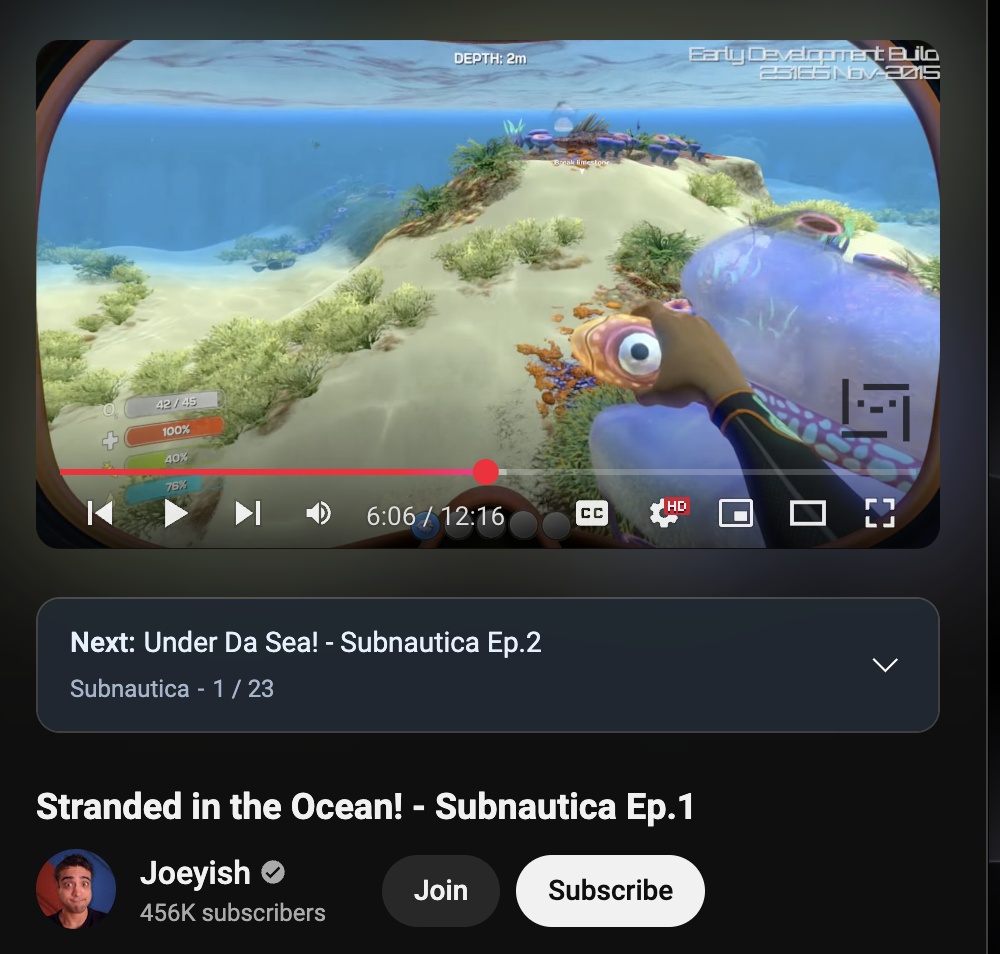 DEPTH: 2m
Early Development Build
25165 Nov-2015
Break limestone
42 / 45
100%
40%
76%
6:06 / 12:16
CC
HD
Next: Under Da Sea! - Subnautica Ep.2
Subnautica - 1 / 23
Stranded in the Ocean! - Subnautica Ep.1
Joeyish
456K subscribers
Join
Subscribe